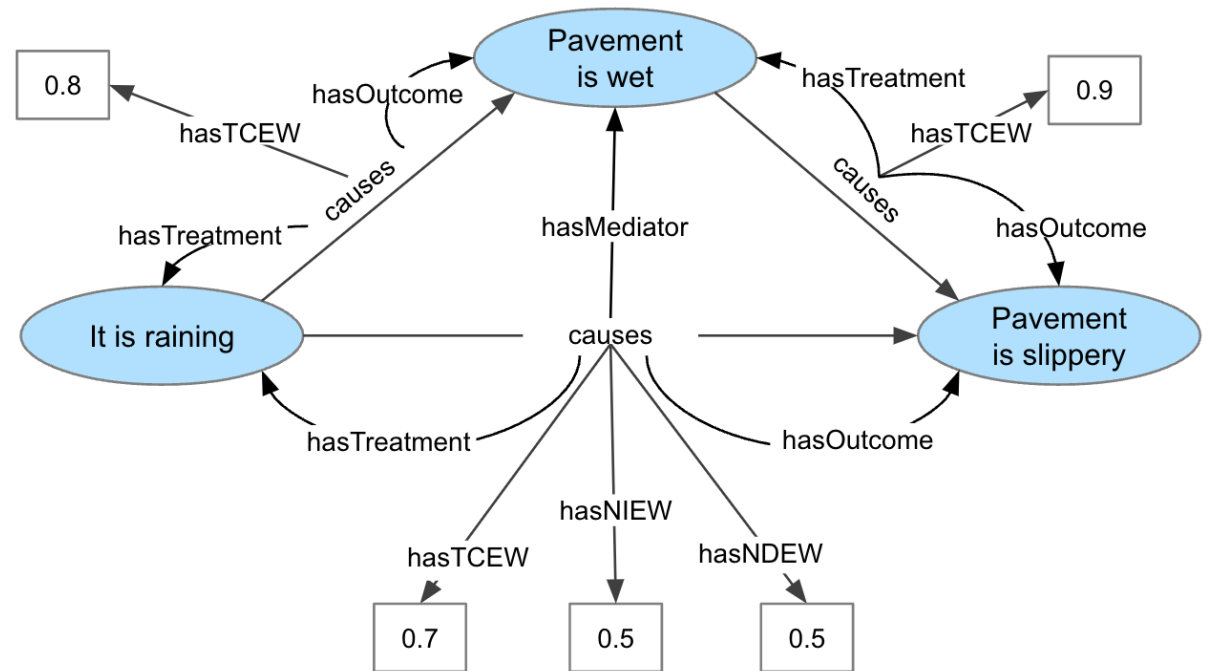 Pavement
is wet
0.8
hasOutcome
hasTreatment
0.9
hasTCEW
hasTCEW
causes
causes
hasTreatment
hasMediator
hasOutcome
It is raining
causes
Pavement
is slippery
hasTreatment
hasOutcome
hasNIEW
hasTCEW
hasNDEW
0.7
0.5
0.5